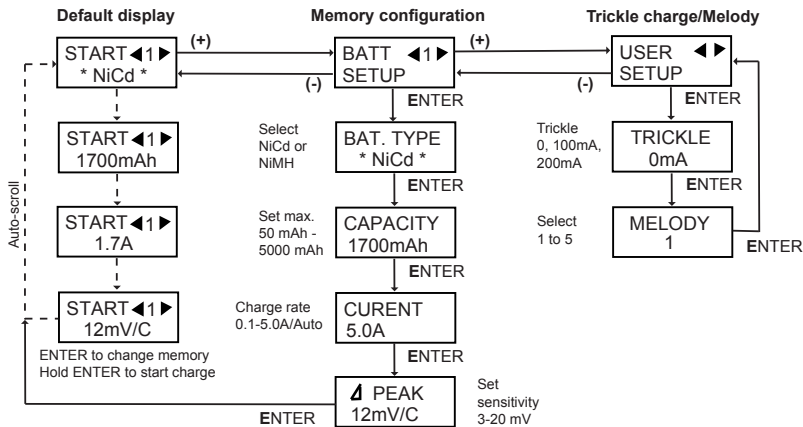 Default display
START ◀1▶
* NiCd *
START ◀1▶
1700mAh
START ◀1▶
1.7A
START ◀1▶
12mV/C
Auto-scroll
ENTER to change memory
Hold ENTER to start charge
(+)
(-)
Memory configuration
BATT ◀1▶
SETUP
ENTER
Select
NiCd or
NiMH
BAT. TYPE
* NiCd *
ENTER
Set max.
50 mAh -
5000 mAh
CAPACITY
1700mAh
ENTER
Charge rate
0.1-5.0A/Auto
CURENT
5.0A
ENTER
⊿ PEAK
12mV/C
Set
sensitivity
3-20 mV
ENTER
(+)
(-)
Trickle charge/Melody
USER ◀ ▶
SETUP
ENTER
Trickle
0, 100mA,
200mA
TRICKLE
0mA
ENTER
Select
1 to 5
MELODY
1
ENTER